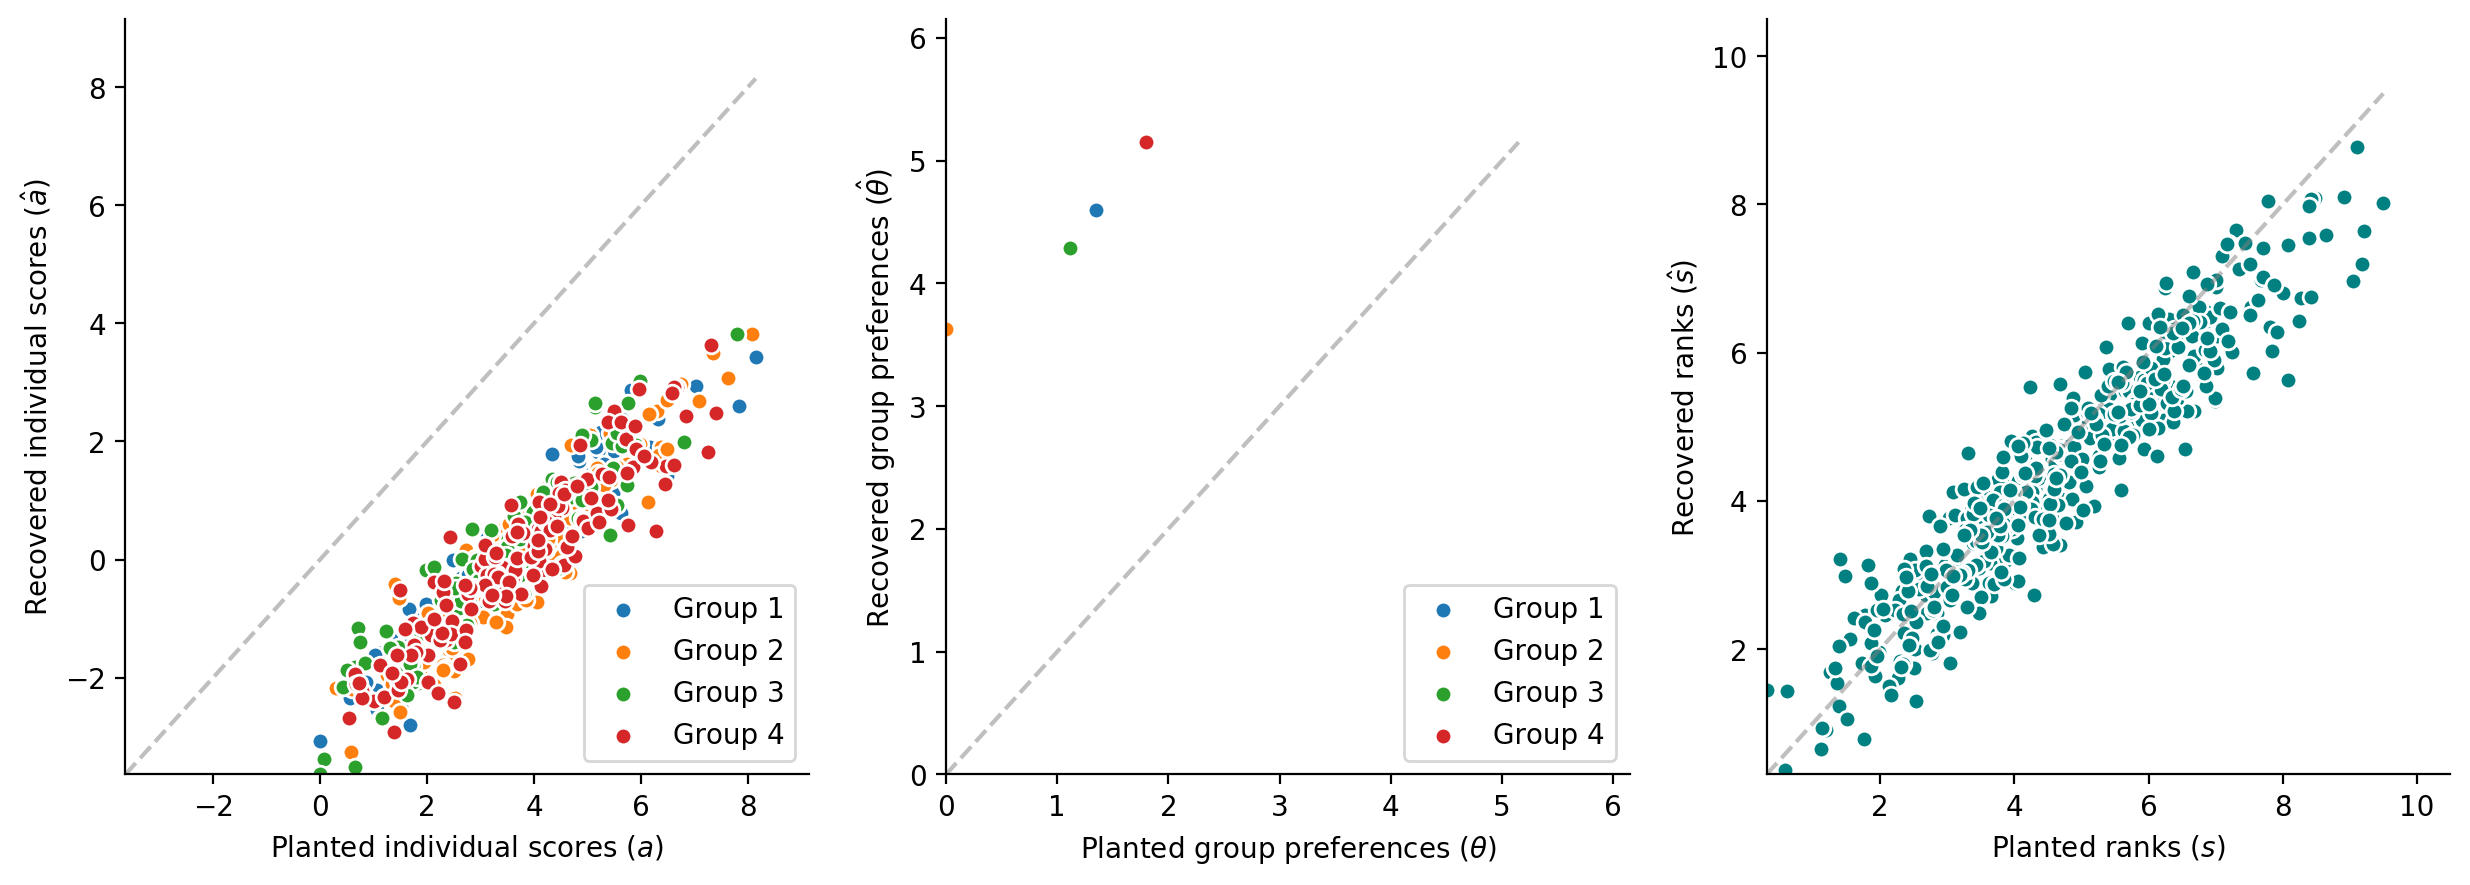 Recovered individual scores (â)
8
6
4
2
0
−2
−2 0 2 4 6 8
Planted individual scores (a)
Group 1
Group 2
Group 3
Group 4
Recovered group preferences (θ̂)
6
5
4
3
2
1
0
0 1 2 3 4 5 6
Planted group preferences (θ)
Group 1
Group 2
Group 3
Group 4
Recovered ranks (ŝ)
10
8
6
4
2
2 4 6 8 10
Planted ranks (s)